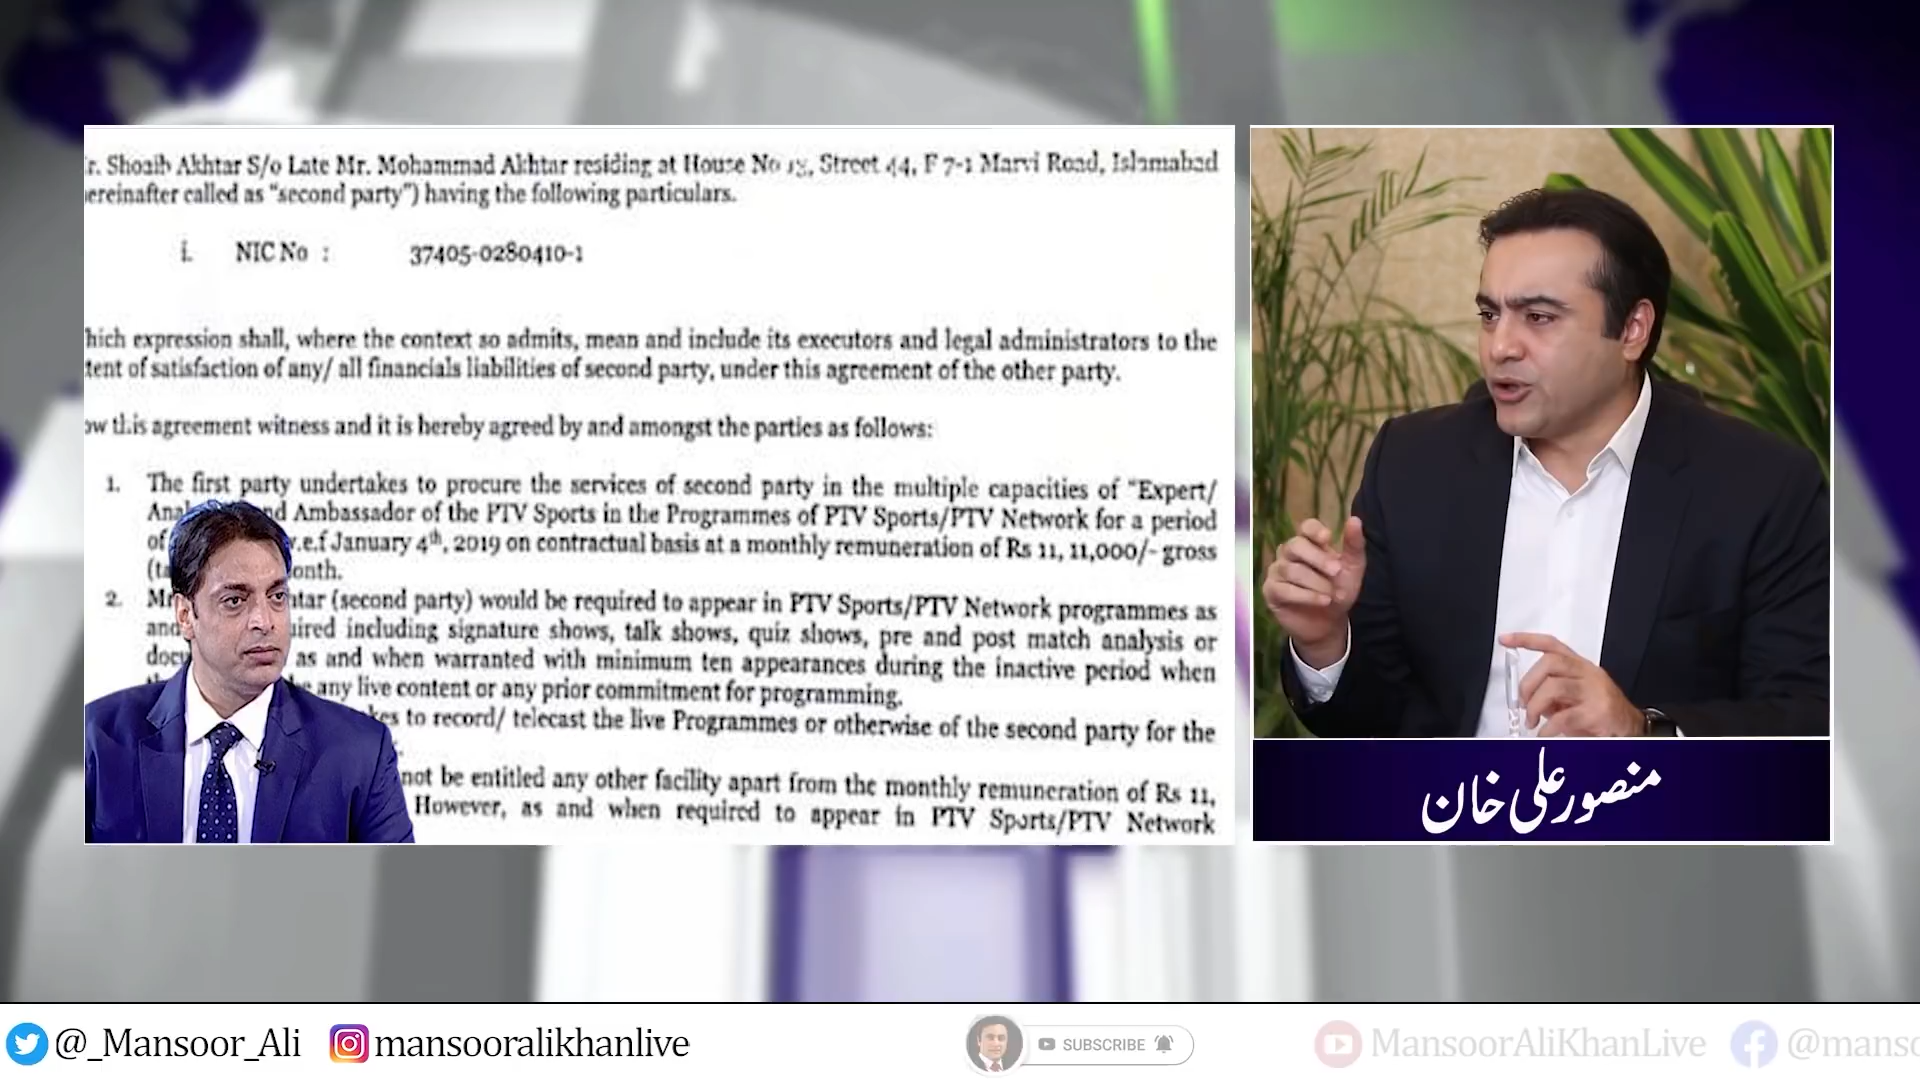 r. Shoaib Akhtar S/o Late Mr. Mohammad Akhtar residing at House No Street 44, F 7-1 Marvi Road, Islamabad
ereinafter called as “second party”) having the following particulars.
i. NIC No : 37405-0280410-1
hich expression shall, where the context so admits, mean and include its executors and legal administrators to the
tent of satisfaction of any/ all financials liabilities of second party, under this agreement of the other party.
ow this agreement witness and it is hereby agreed by and amongst the parties as follows:
1. The first party undertakes to procure the services of second party in the multiple capacities of “Expert/
Anal nd Ambassador of the PTV Sports in the Programmes of PTV Sports/PTV Network for a period
of w.e.f January 4th, 2019 on contractual basis at a monthly remuneration of Rs 11, 11,000/- gross
(ta onth.
2. Mr htar (second party) would be required to appear in PTV Sports/PTV Network programmes as
and ired including signature shows, talk shows, quiz shows, pre and post match analysis or
docu as and when warranted with minimum ten appearances during the inactive period when
any live content or any prior commitment for programming.
kes to record/ telecast the live Programmes or otherwise of the second party for the
not be entitled any other facility apart from the monthly remuneration of Rs 11,
However, as and when required to appear in PTV Sports/PTV Network
منصور علی خان
@_Mansoor_Ali
mansooralikhanlive
SUBSCRIBE
MansoorAliKhanLive
@manso